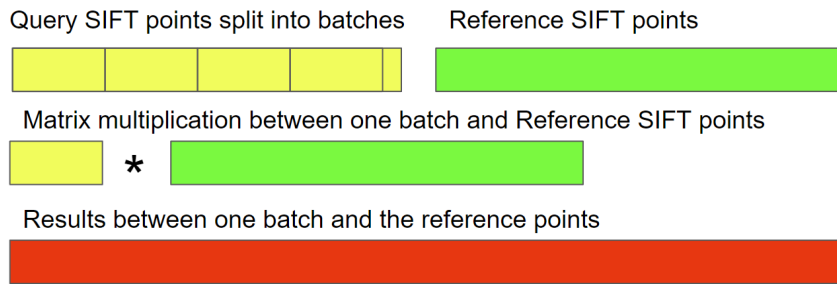 Query SIFT points split into batches
Reference SIFT points
Matrix multiplication between one batch and Reference SIFT points
*
Results between one batch and the reference points